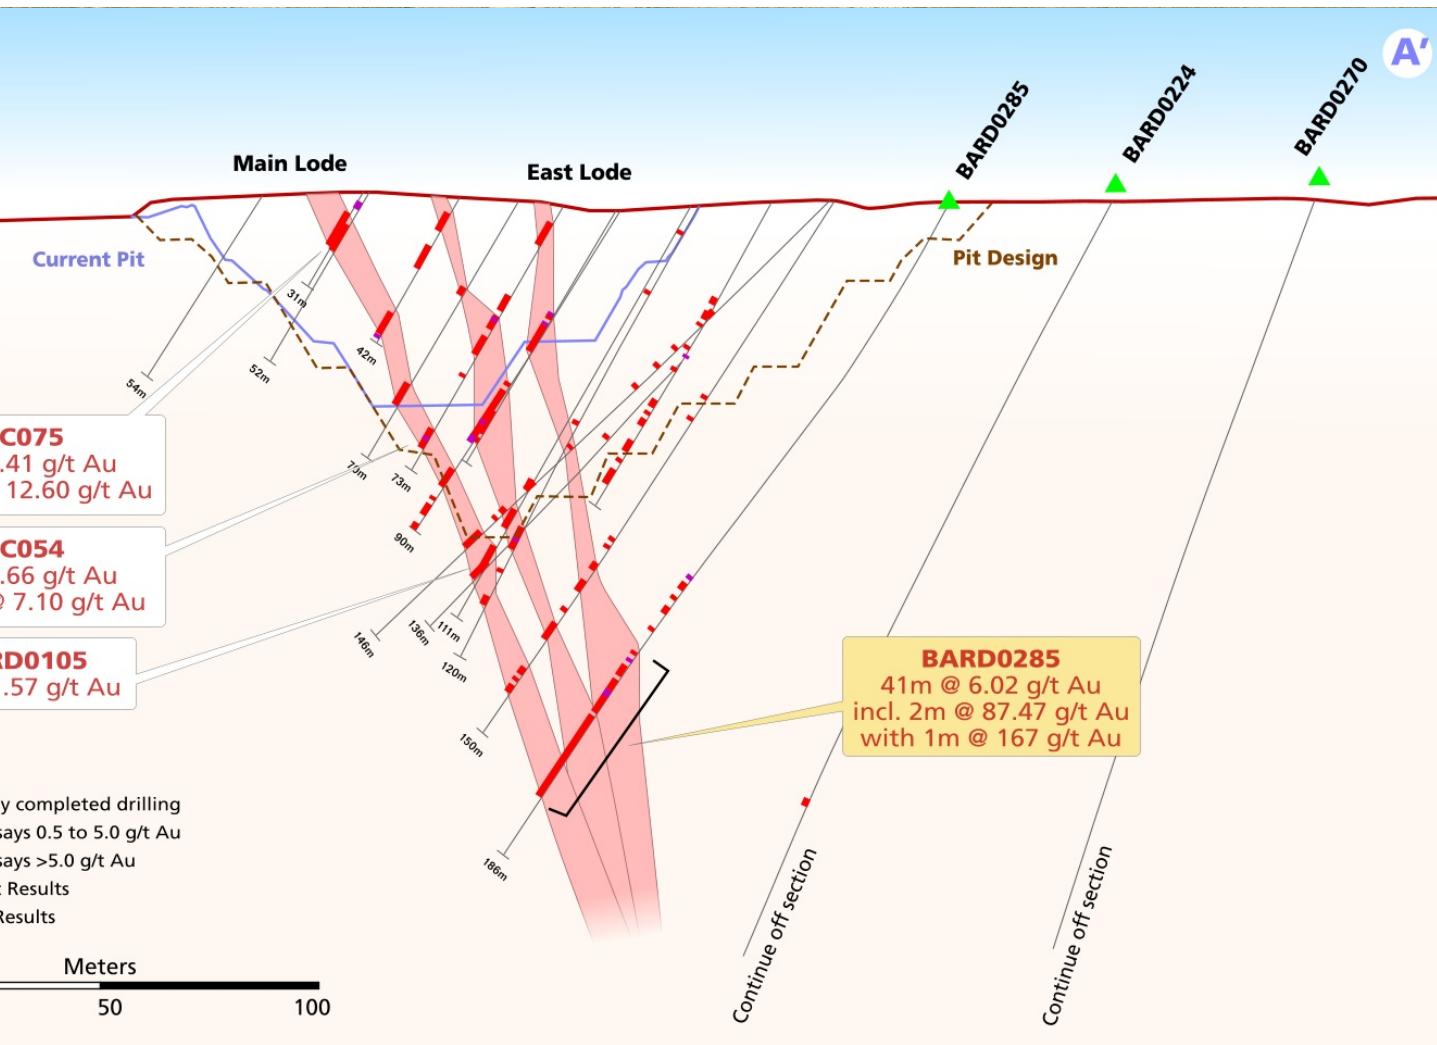 A′
BARD0285
BARD0224
BARD0270
Main Lode
East Lode
Current Pit
Pit Design
31m
42m
52m
54m
70m
73m
90m
C075
.41 g/t Au
12.60 g/t Au
C054
.66 g/t Au
@ 7.10 g/t Au
RD0105
.57 g/t Au
146m
136m
111m
120m
150m
186m
BARD0285
41m @ 6.02 g/t Au
incl. 2m @ 87.47 g/t Au
with 1m @ 167 g/t Au
y completed drilling
says 0.5 to 5.0 g/t Au
says >5.0 g/t Au
t Results
Results
Meters
50
100
Continue off section
Continue off section